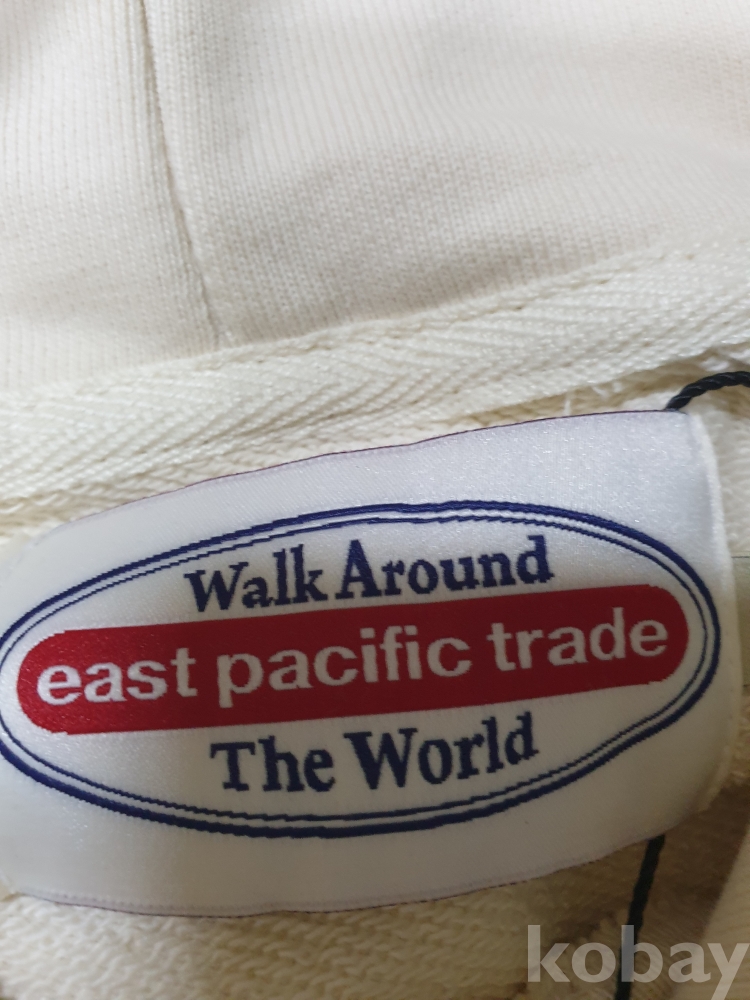 Walk Around
east pacific trade
The World
kobay